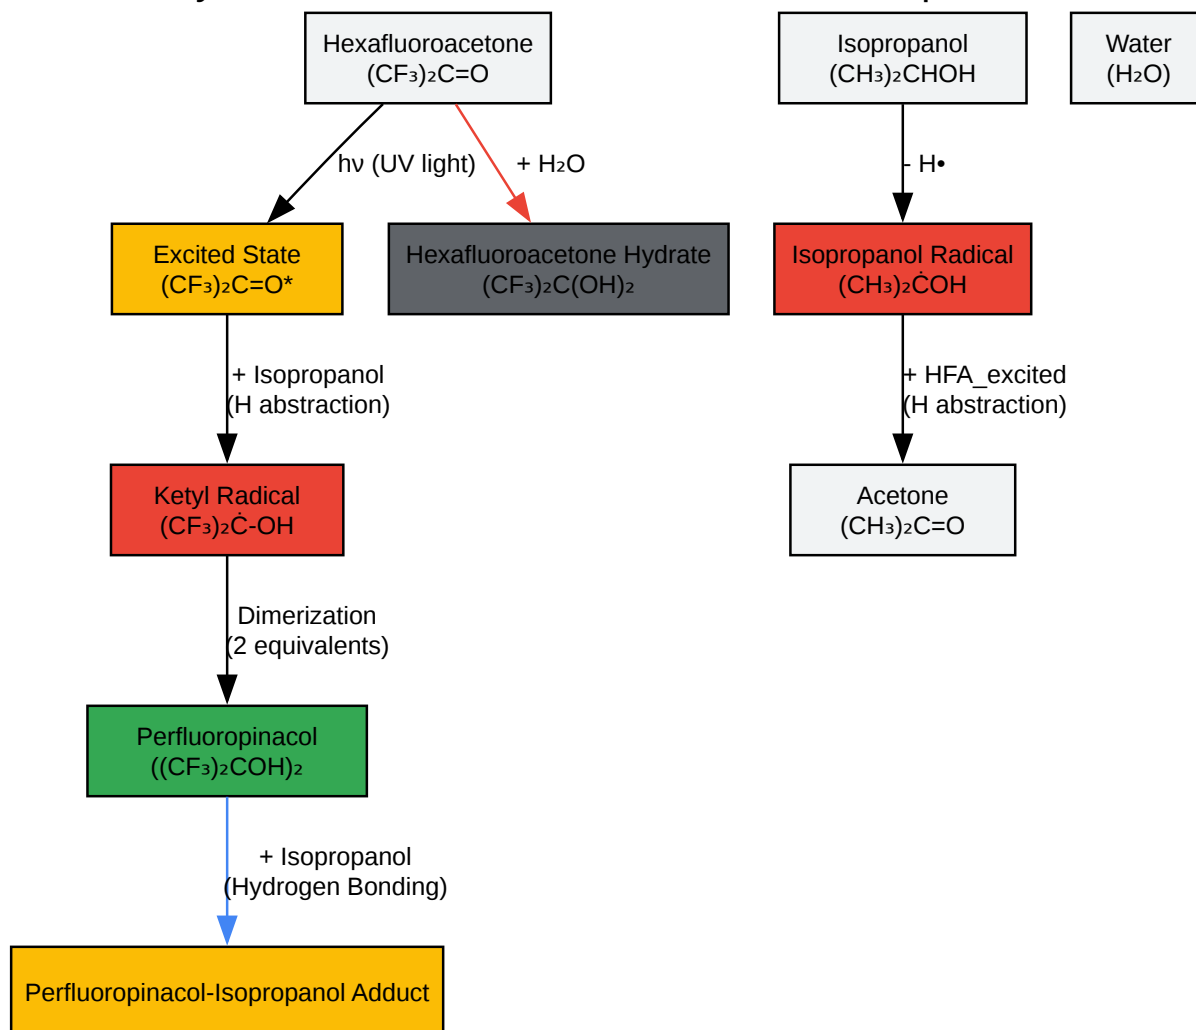 Hexafluoroacetone
(CF₃)₂C=O
Isopropanol
(CH₃)₂CHOH
Water
(H₂O)
hν (UV light)
+ H₂O
- H•
Excited State
(CF₃)₂C=O*
Hexafluoroacetone Hydrate
(CF₃)₂C(OH)₂
Isopropanol Radical
(CH₃)₂ĊOH
+ Isopropanol
(H abstraction)
+ HFA_excited
(H abstraction)
Ketyl Radical
(CF₃)₂Ċ-OH
Acetone
(CH₃)₂C=O
Dimerization
(2 equivalents)
Perfluoropinacol
((CF₃)₂COH)₂
+ Isopropanol
(Hydrogen Bonding)
Perfluoropinacol-Isopropanol Adduct